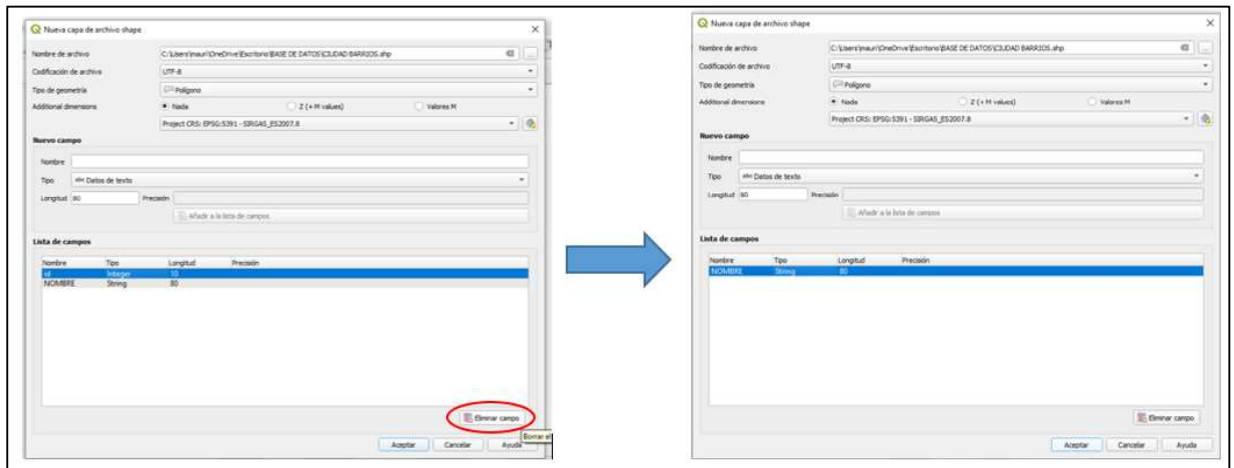 Nueva capa de archivo shape
Nombre de archivo C:\Users\mauri\OneDrive\Escritorio\BASE DE DATOS\CIUDAD BARRIOS.shp ...
Codificación de archivo UTF-8
Tipo de geometría Polígono
Additional dimensions Nada Z (+ M values) Valores M
Project CRS: EPSG:5391 - SIRGAS_ES2007.8
Nuevo campo
Nombre
Tipo abc Datos de texto
Longitud 80 Precisión
Añadir a la lista de campos
Lista de campos
Nombre Tipo Longitud Precisión
id Integer 10
NOMBRE String 80
Eliminar campo
Borrar el
Aceptar Cancelar Ayuda
Nueva capa de archivo shape
Nombre de archivo C:\Users\mauri\OneDrive\Escritorio\BASE DE DATOS\CIUDAD BARRIOS.shp ...
Codificación de archivo UTF-8
Tipo de geometría Polígono
Additional dimensions Nada Z (+ M values) Valores M
Project CRS: EPSG:5391 - SIRGAS_ES2007.8
Nuevo campo
Nombre
Tipo abc Datos de texto
Longitud 80 Precisión
Añadir a la lista de campos
Lista de campos
Nombre Tipo Longitud Precisión
NOMBRE String 80
Eliminar campo
Aceptar Cancelar Ayuda